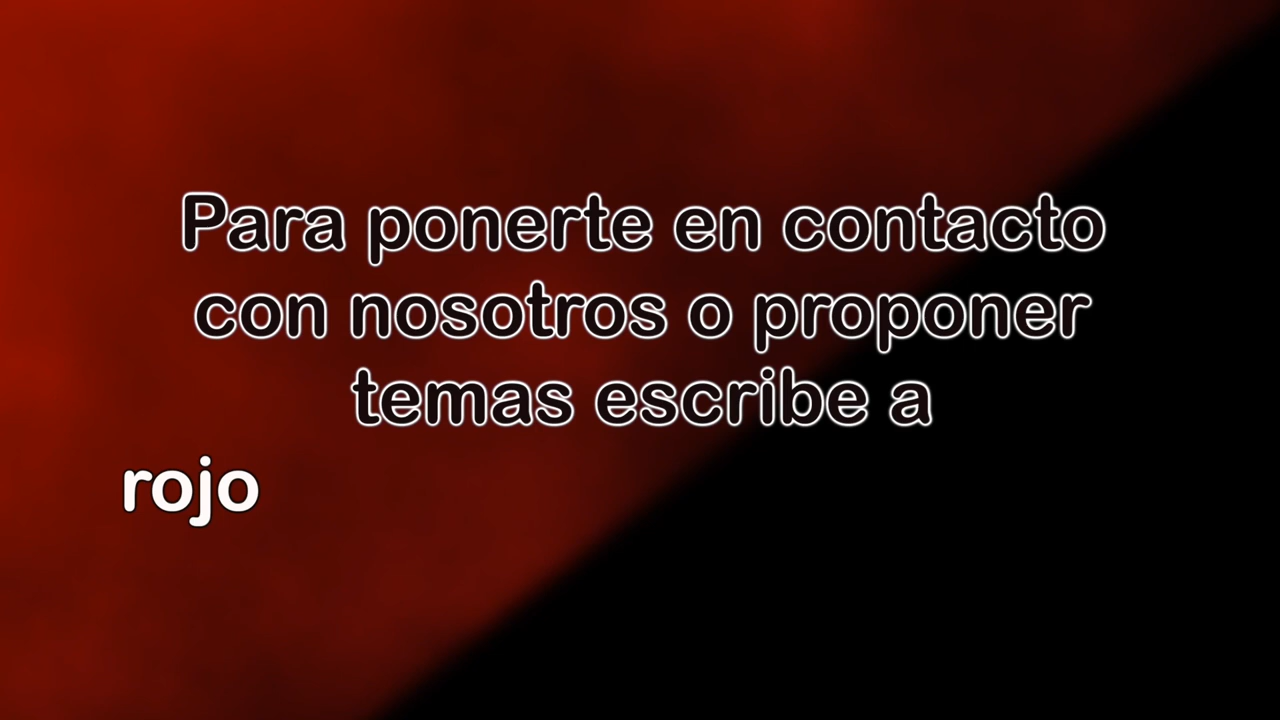 Para ponerte en contacto
con nosotros o proponer
temas escribe a
rojo